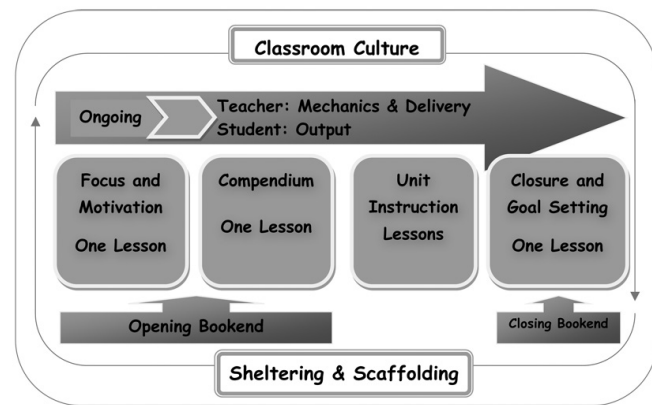 Classroom Culture
Ongoing
Teacher: Mechanics & Delivery
Student: Output
Focus and
Motivation
One Lesson
Compendium
One Lesson
Unit
Instruction
Lessons
Closure and
Goal Setting
One Lesson
Opening Bookend
Closing Bookend
Sheltering & Scaffolding